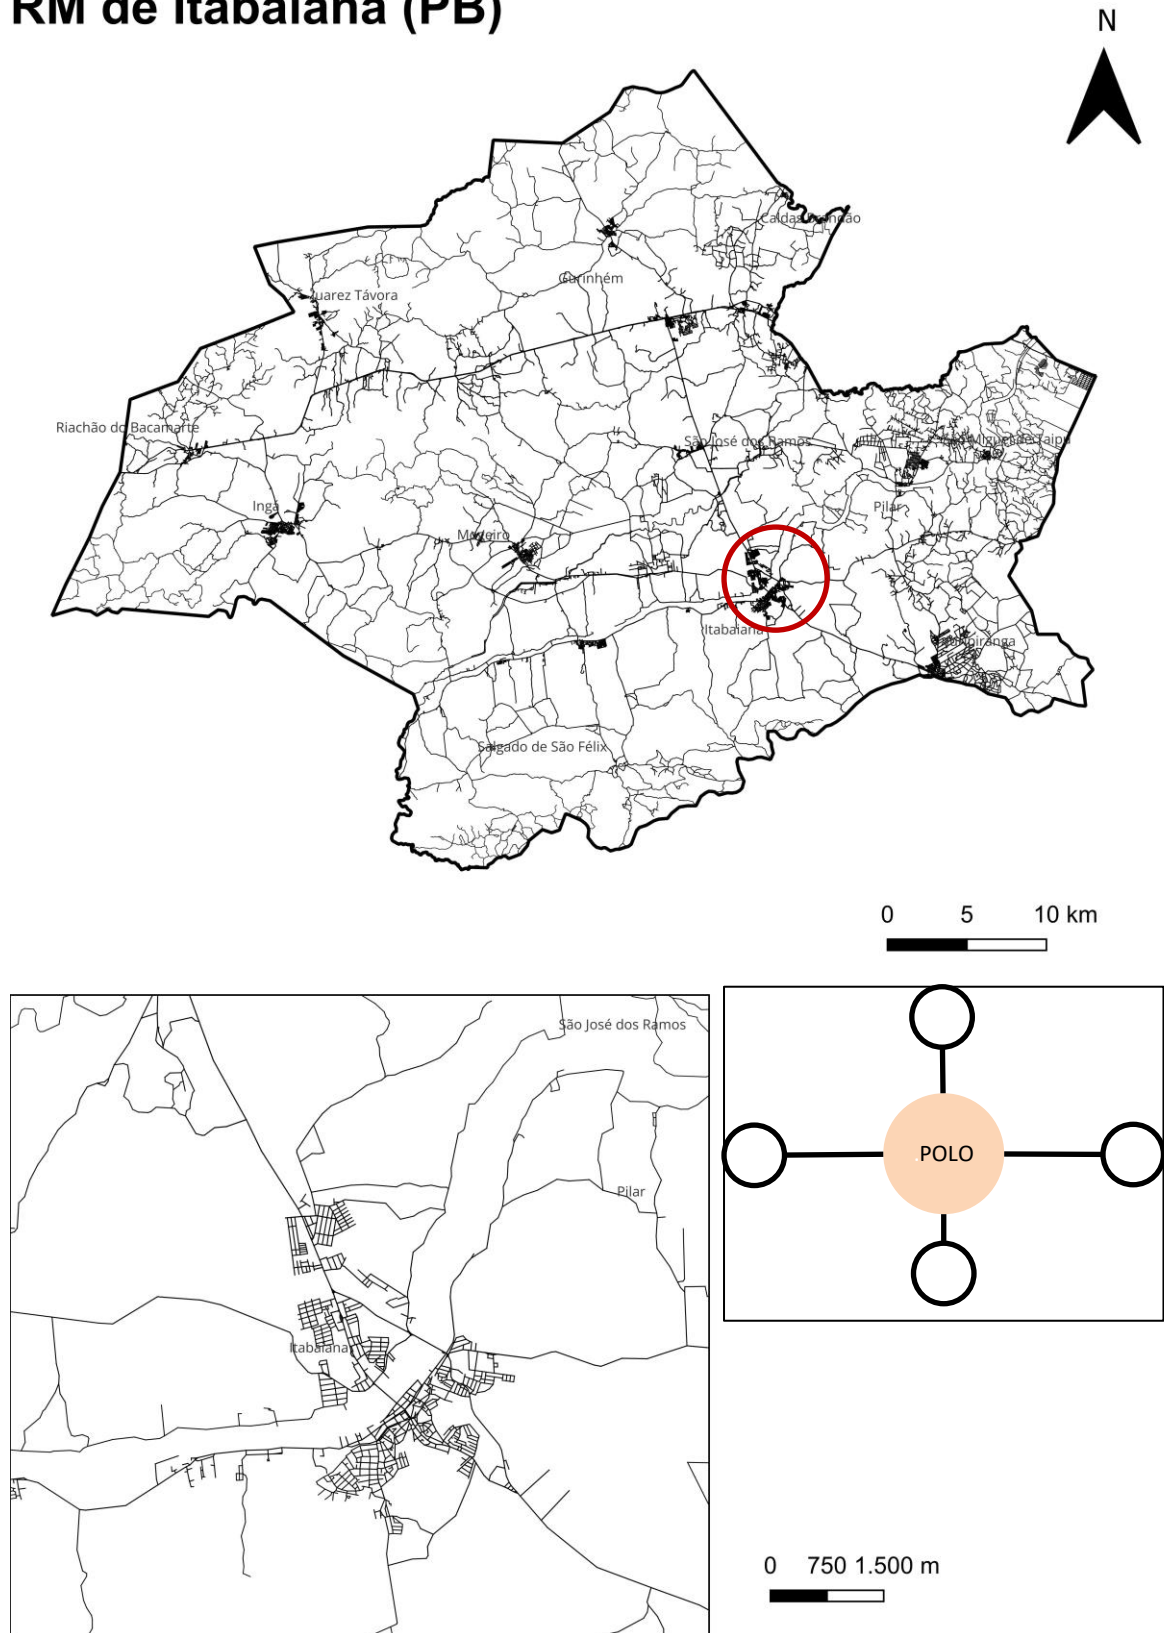 RM de Itabaiana (PB)
N
Caldas Brandão
Gurinhém
Juarez Távora
Riachão do Bacamarte
São José dos Ramos
São Miguel de Taipu
Ingá
Pilar
Mogeiro
Itabaiana
Salgado de São Félix
0 5 10 km
São José dos Ramos
Pilar
POLO
Itabaiana
0 750 1.500 m